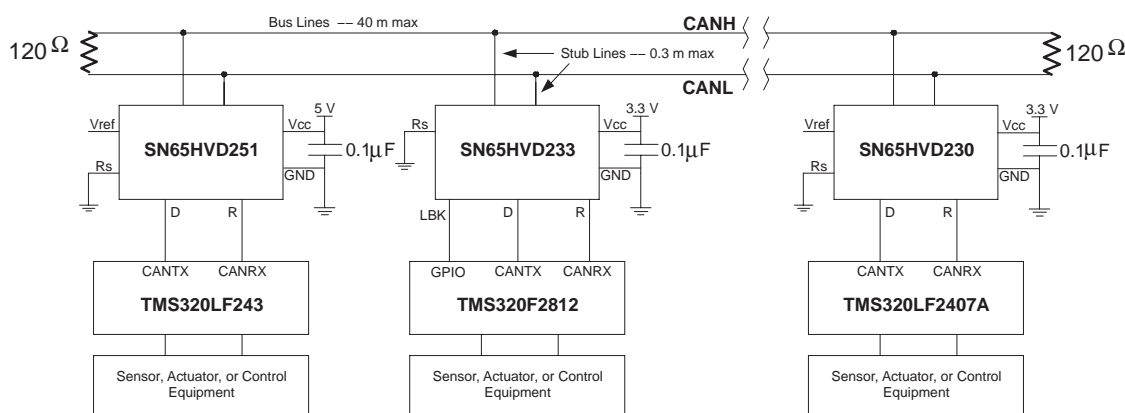 Bus Lines –– 40 m max
CANH
120 Ω
Stub Lines –– 0.3 m max
120 Ω
CANL
5 V
3.3 V
3.3 V
Vref
Vcc
Rs
Vcc
Vref
Vcc
SN65HVD251
0.1µF
SN65HVD233
0.1µF
SN65HVD230
0.1µF
Rs
GND
GND
Rs
GND
D
R
LBK
D
R
D
R
CANTX
CANRX
GPIO
CANTX
CANRX
CANTX
CANRX
TMS320LF243
TMS320F2812
TMS320LF2407A
Sensor, Actuator, or Control
Equipment
Sensor, Actuator, or Control
Equipment
Sensor, Actuator, or Control
Equipment